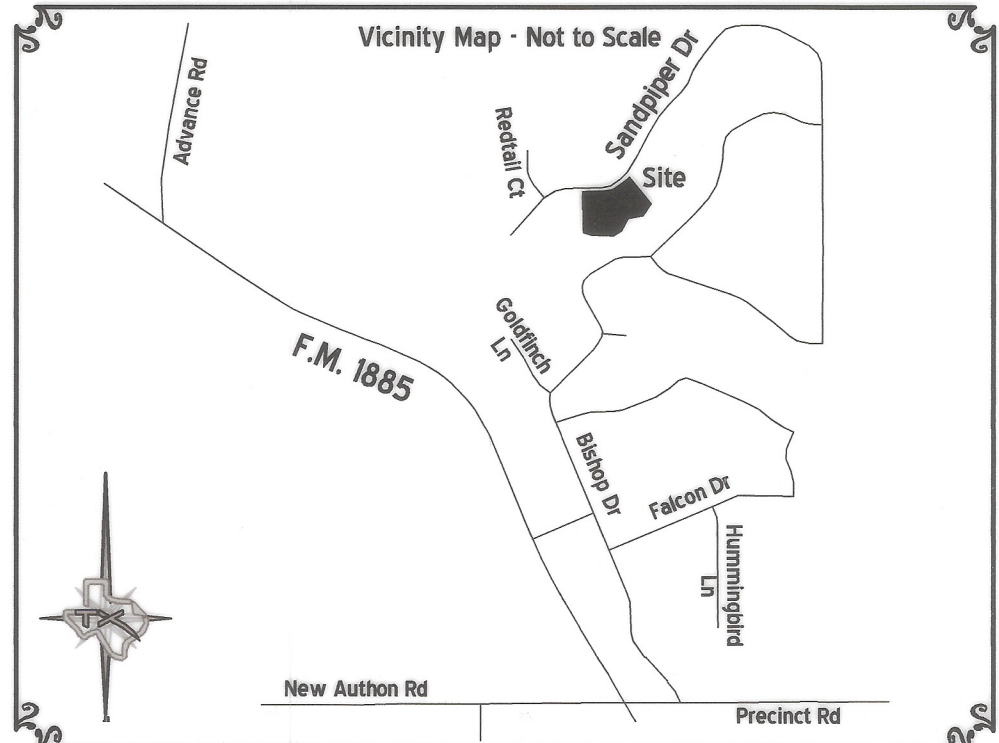 Vicinity Map - Not to Scale
Advance Rd
Sandpiper Dr
Redtail Ct
Site
Goldfinch
Ln
F.M. 1885
Bishop Dr
Falcon Dr
Hummingbird
Ln
TX
New Author Rd
Precinct Rd